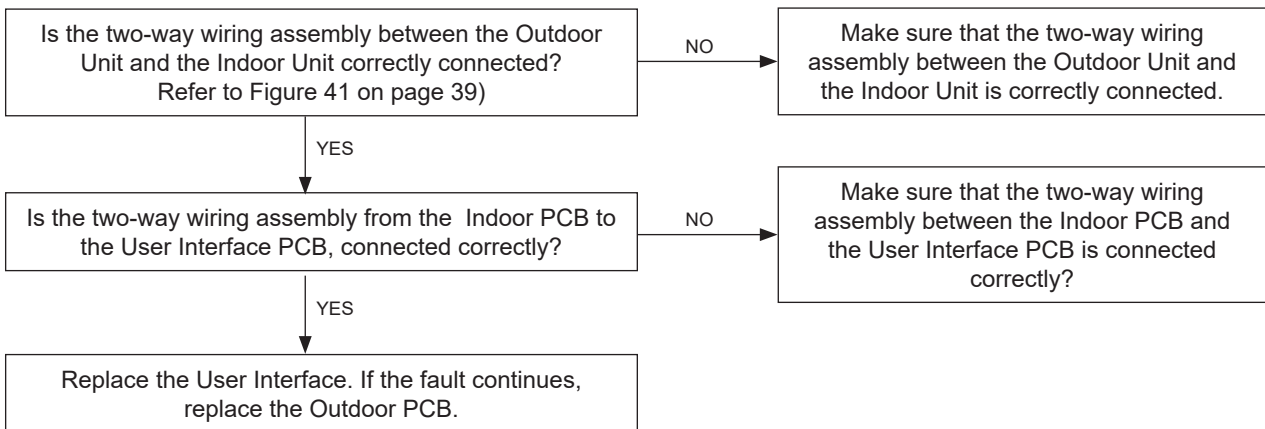 Is the two-way wiring assembly between the Outdoor
Unit and the Indoor Unit correctly connected?
Refer to Figure 41 on page 39)
NO
Make sure that the two-way wiring
assembly between the Outdoor Unit and
the Indoor Unit is correctly connected.
YES
Is the two-way wiring assembly from the Indoor PCB to
the User Interface PCB, connected correctly?
NO
Make sure that the two-way wiring
assembly between the Indoor PCB and
the User Interface PCB is connected
correctly?
YES
Replace the User Interface. If the fault continues,
replace the Outdoor PCB.